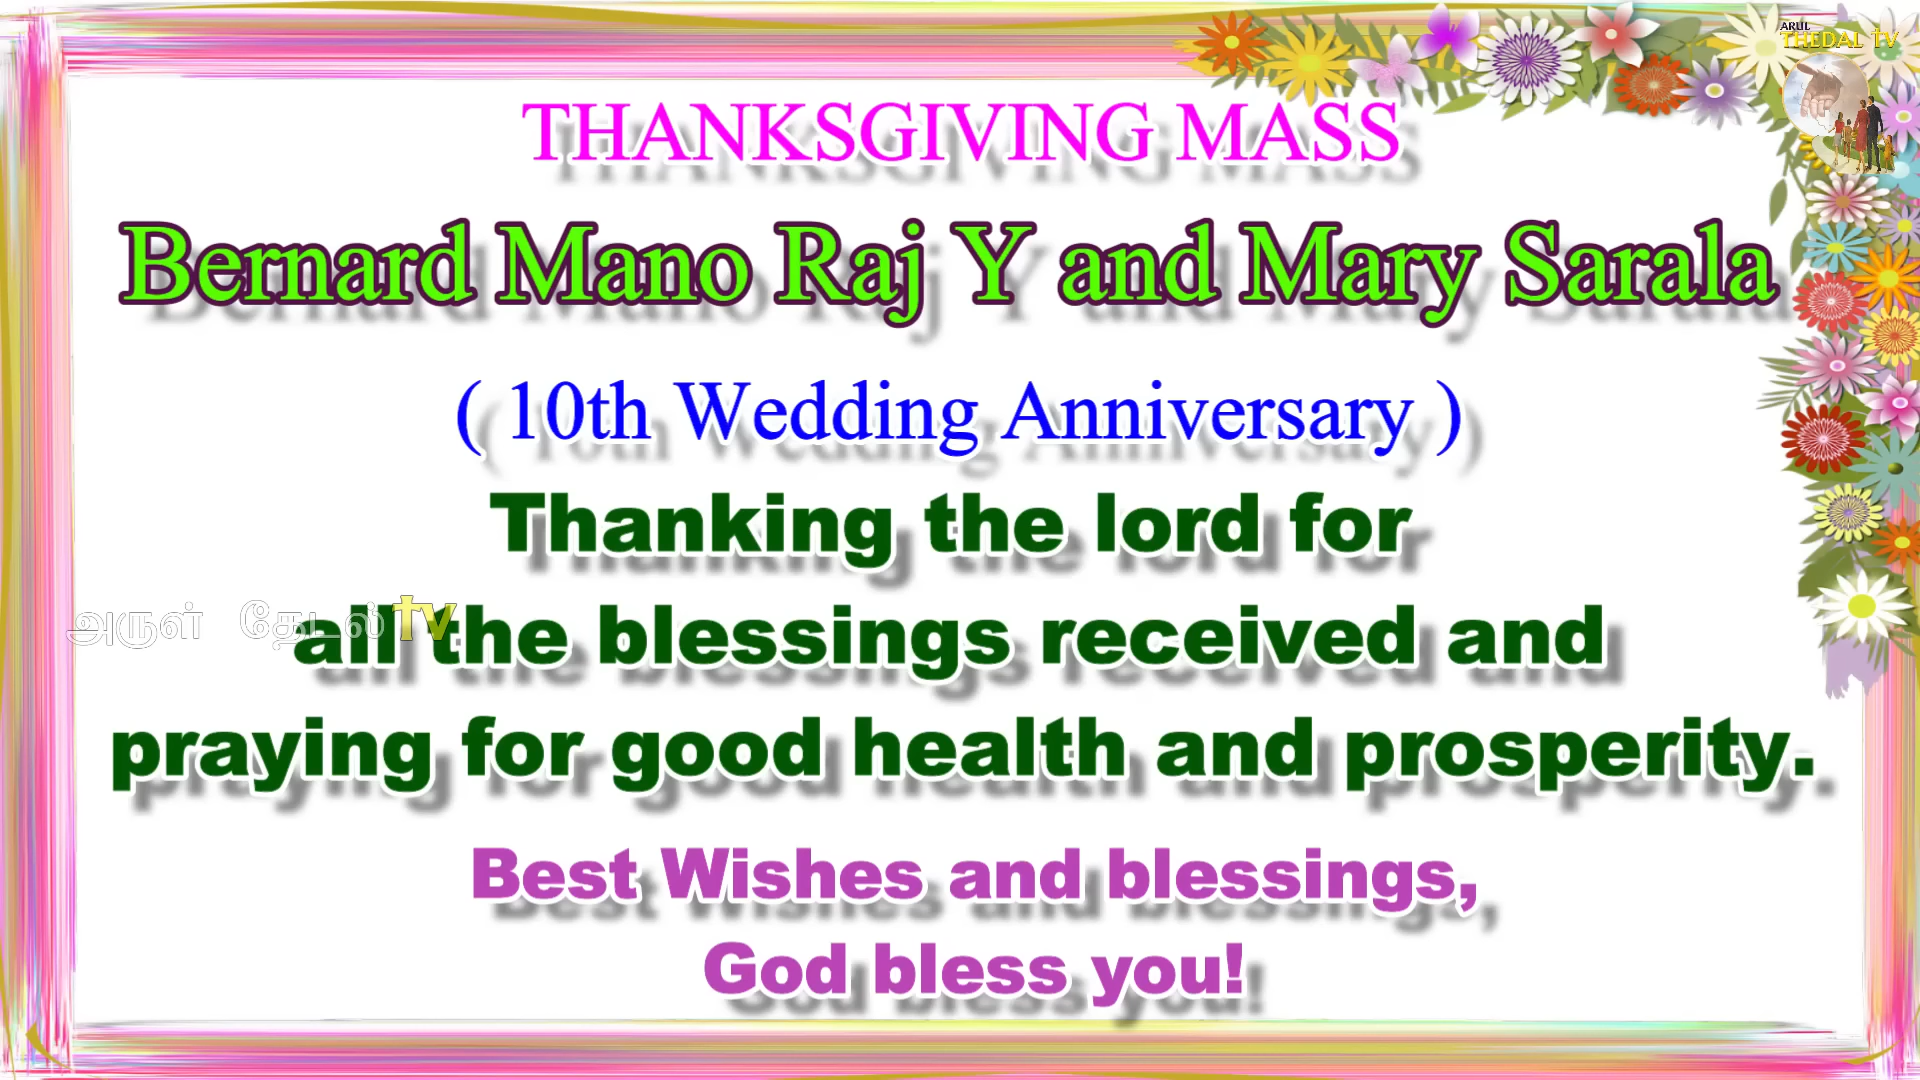 ARUL
THEDAL TV
THANKSGIVING MASS
Bernard Mano Raj Y and Mary Sarala
( 10th Wedding Anniversary )
Thanking the lord for
அருள் தேடல் tv
all the blessings received and
praying for good health and prosperity.
Best Wishes and blessings,
God bless you!